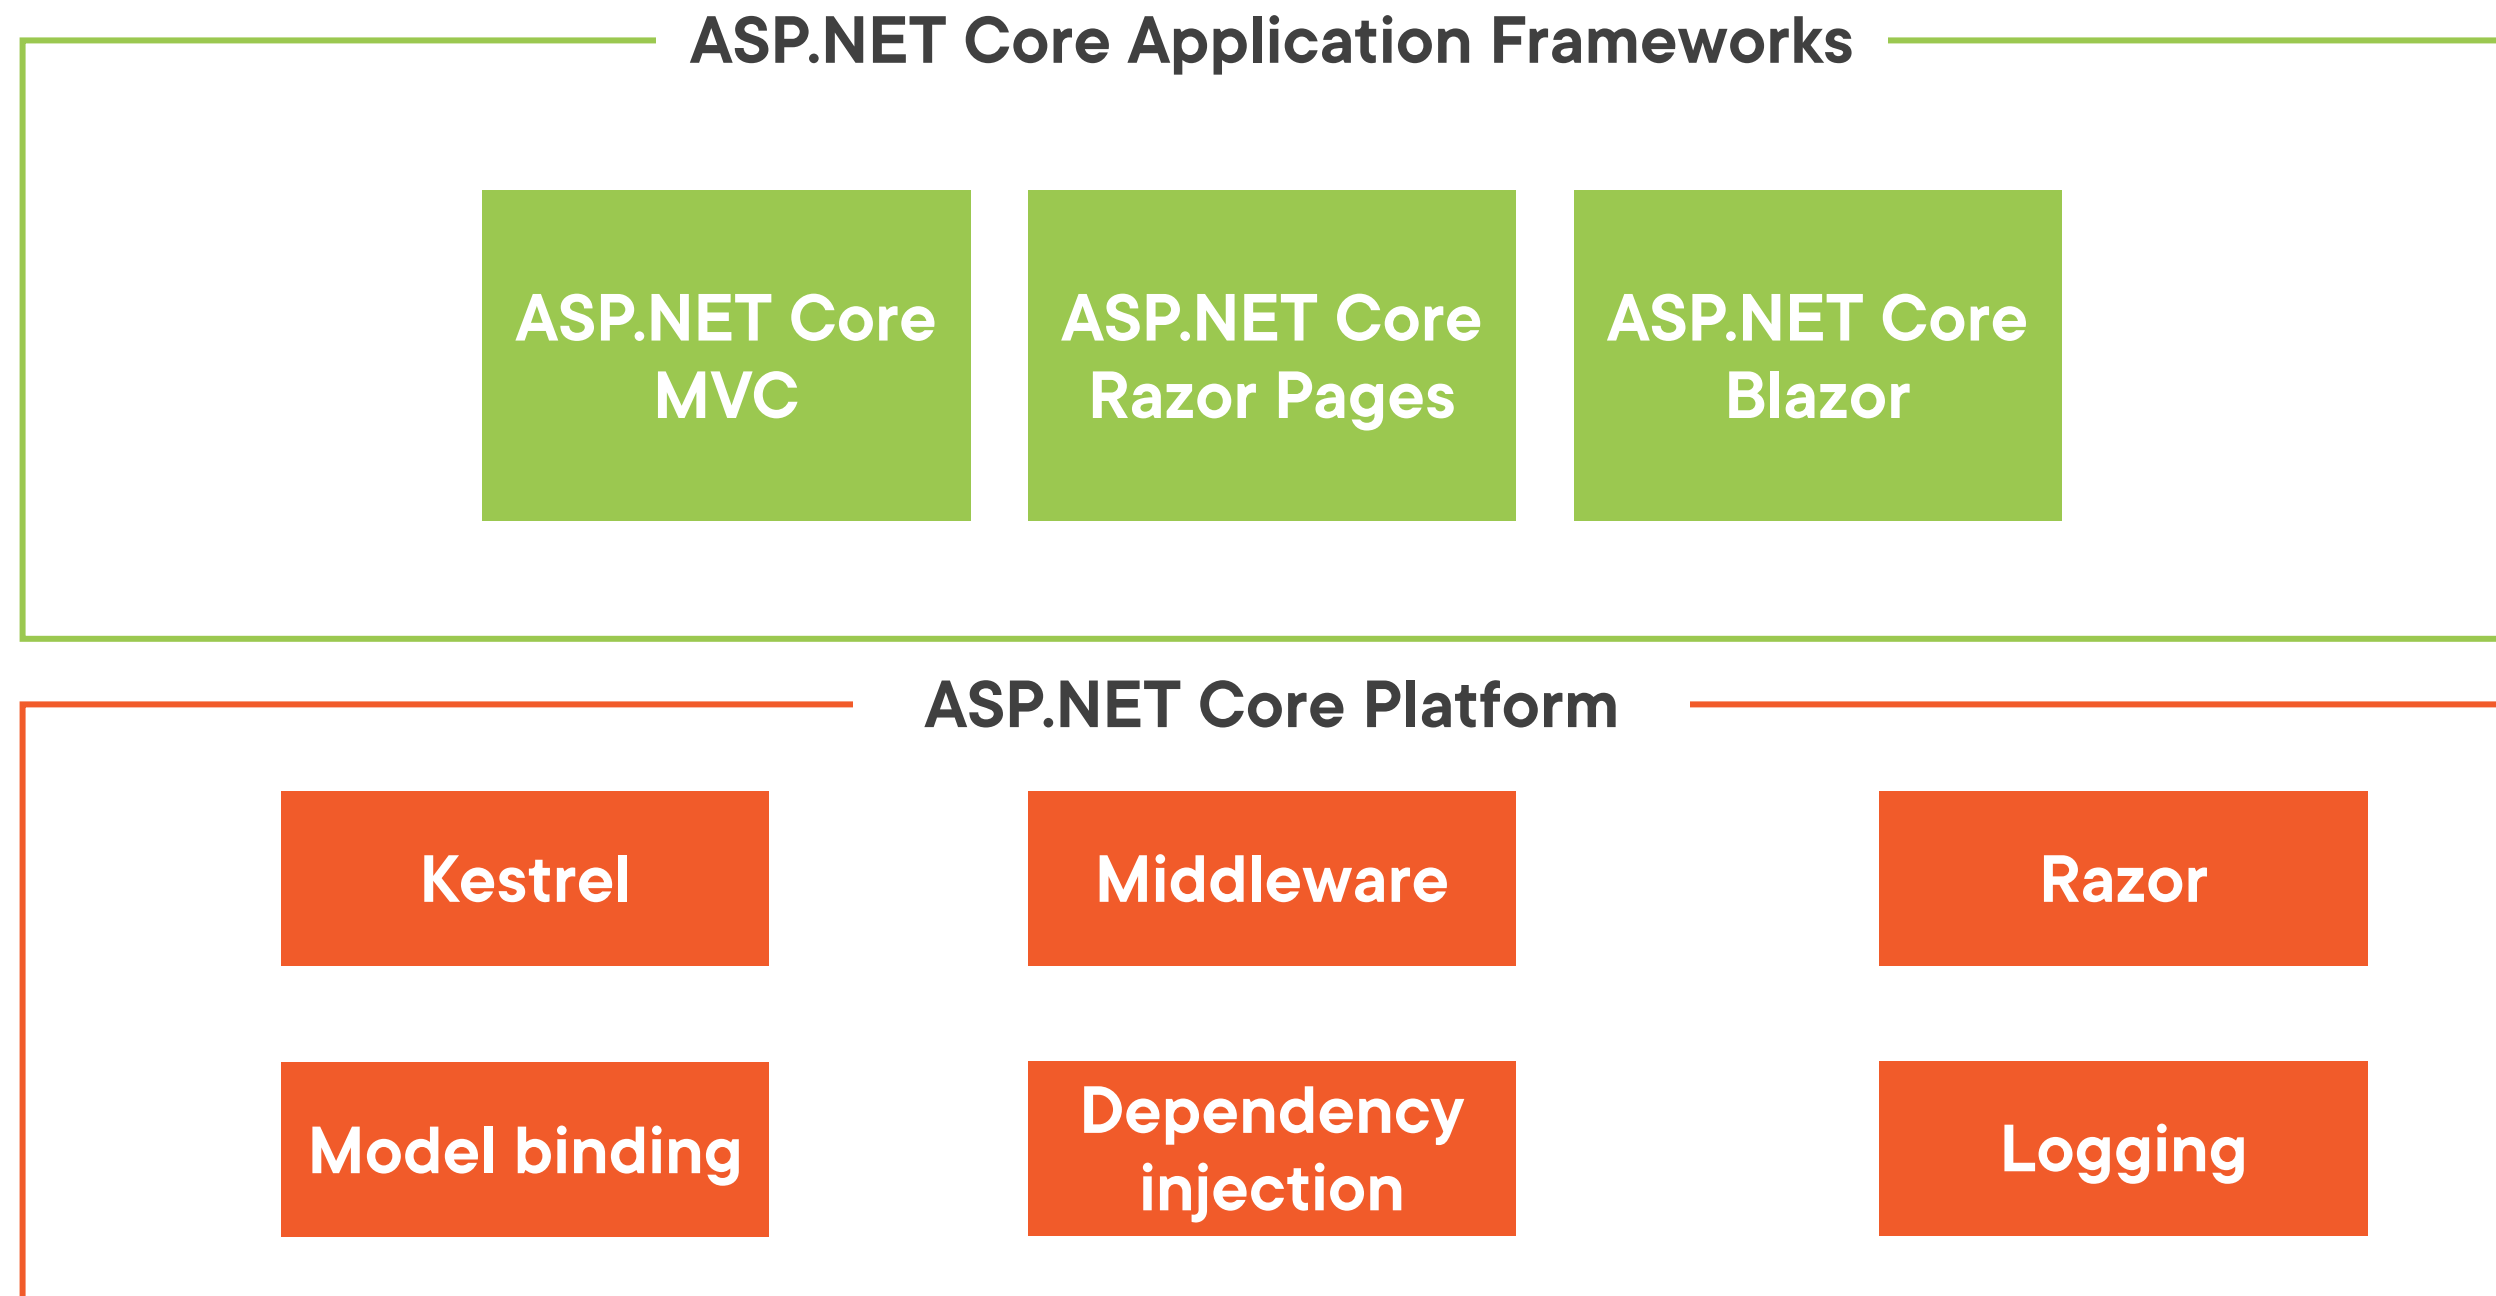 ASP.NET Core Application Frameworks
ASP.NET Core
MVC
ASP.NET Core
Razor Pages
ASP.NET Core
Blazor
ASP.NET Core Platform
Kestrel
Middleware
Razor
Model binding
Dependency
injection
Logging